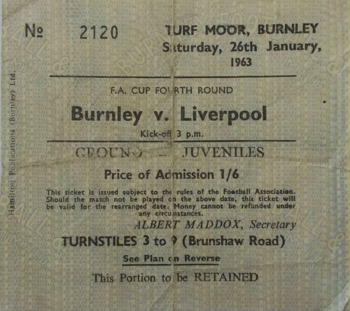 № 2120
TURF MOOR, BURNLEY
Saturday, 26th January,
1963
F.A. CUP FOURTH ROUND
Burnley v. Liverpool
Kick-off 3 p.m.
GROUND — JUVENILES
Price of Admission 1/6
This ticket is issued subject to the rules of the Football Association.
Should the match not be played on the above date, this ticket
will be valid for the rearranged date. Money cannot be refunded under
any circumstances.
ALBERT MADDOX, Secretary
TURNSTILES 3 to 9 (Brunshaw Road)
See Plan on Reverse
This Portion to be RETAINED
Publications (Burnley) Ltd.